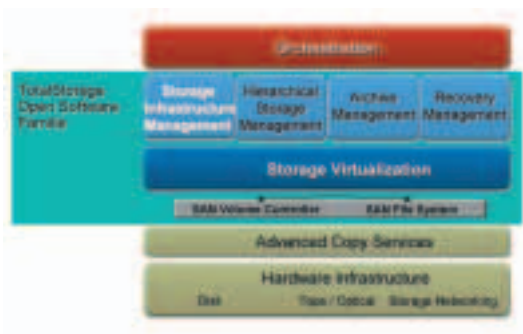 Orchestration
TotalStorage
Open Software
Familie
Storage
Infrastructure
Management
Hierarchical
Storage
Management
Archive
Management
Recovery
Management
Storage Virtualization
SAN Volume Controller
SAN File System
Advanced Copy Services
Hardware Infrastructure
Disk
Tape / Optical
Storage Networking